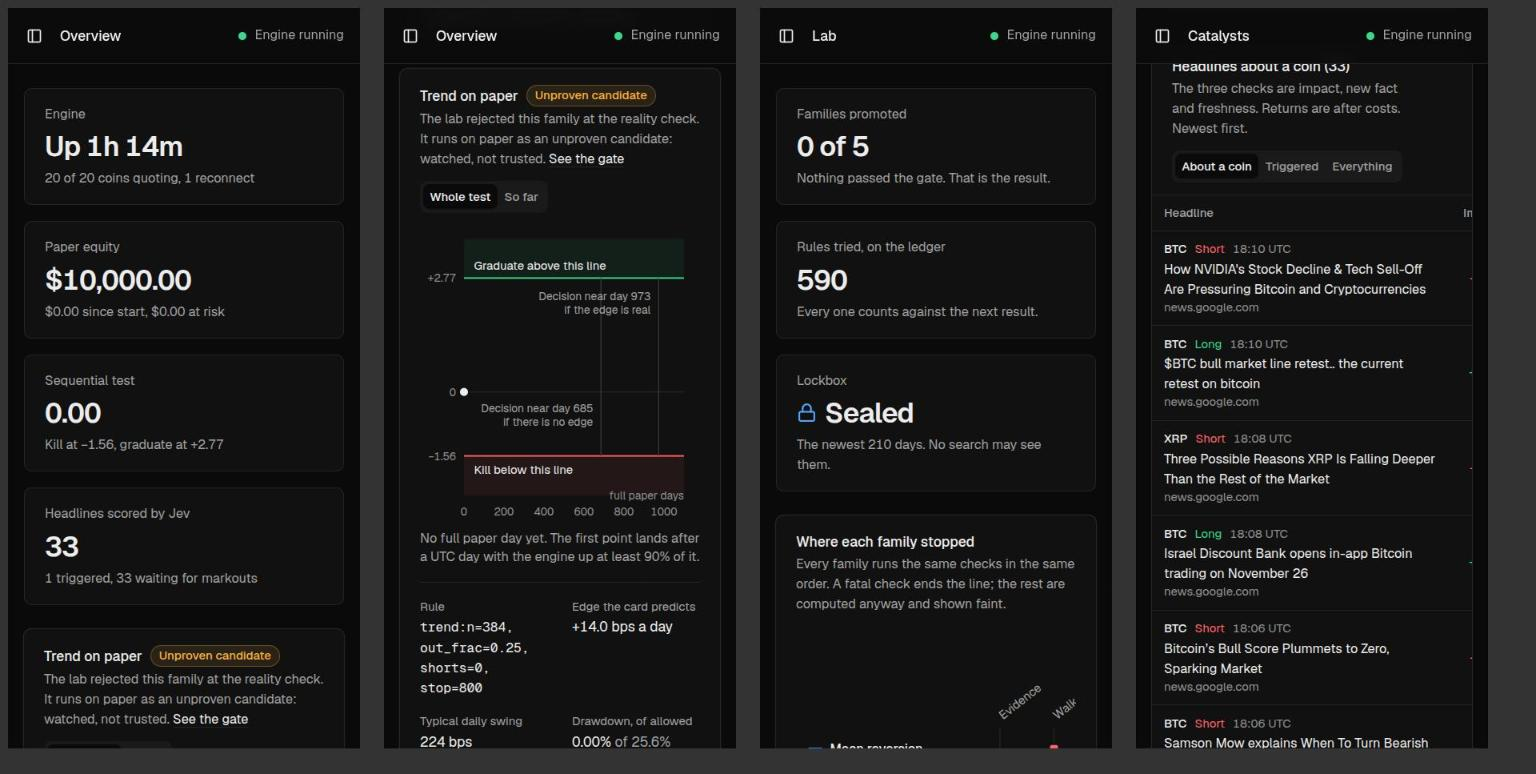 Overview
Engine running
Engine
Up 1h 14m
20 of 20 coins quoting, 1 reconnect
Paper equity
$10,000.00
$0.00 since start, $0.00 at risk
Sequential test
0.00
Kill at −1.56, graduate at +2.77
Headlines scored by Jev
33
1 triggered, 33 waiting for markouts
Trend on paper
Unproven candidate
The lab rejected this family at the reality check.
It runs on paper as an unproven candidate:
watched, not trusted. See the gate
Overview
Engine running
Trend on paper
Unproven candidate
The lab rejected this family at the reality check.
It runs on paper as an unproven candidate:
watched, not trusted. See the gate
Whole test
So far
Graduate above this line
+2.77
Decision near day 973
if the edge is real
0
Decision near day 685
if there is no edge
−1.56
Kill below this line
full paper days
0 200 400 600 800 1000
No full paper day yet. The first point lands after
a UTC day with the engine up at least 90% of it.
Rule
trend:n=384,
out_frac=0.25,
shorts=0,
stop=800
Edge the card predicts
+14.0 bps a day
Typical daily swing
224 bps
Drawdown, of allowed
0.00% of 25.6%
Lab
Engine running
Families promoted
0 of 5
Nothing passed the gate. That is the result.
Rules tried, on the ledger
590
Every one counts against the next result.
Lockbox
Sealed
The newest 210 days. No search may see
them.
Where each family stopped
Every family runs the same checks in the same
order. A fatal check ends the line; the rest are
computed anyway and shown faint.
Evidence
Walk
Mean reversion
Catalysts
Engine running
Headlines about a coin (33)
The three checks are impact, new fact
and freshness. Returns are after costs.
Newest first.
About a coin
Triggered
Everything
Headline
BTC Short 18:10 UTC
How NVIDIA's Stock Decline & Tech Sell-Off
Are Pressuring Bitcoin and Cryptocurrencies
news.google.com
BTC Long 18:10 UTC
$BTC bull market line retest.. the current
retest on bitcoin
news.google.com
XRP Short 18:08 UTC
Three Possible Reasons XRP Is Falling Deeper
Than the Rest of the Market
news.google.com
BTC Long 18:08 UTC
Israel Discount Bank opens in-app Bitcoin
trading on November 26
news.google.com
BTC Short 18:06 UTC
Bitcoin's Bull Score Plummets to Zero,
Sparking Market
news.google.com
BTC Short 18:06 UTC
Samson Mow explains When To Turn Bearish